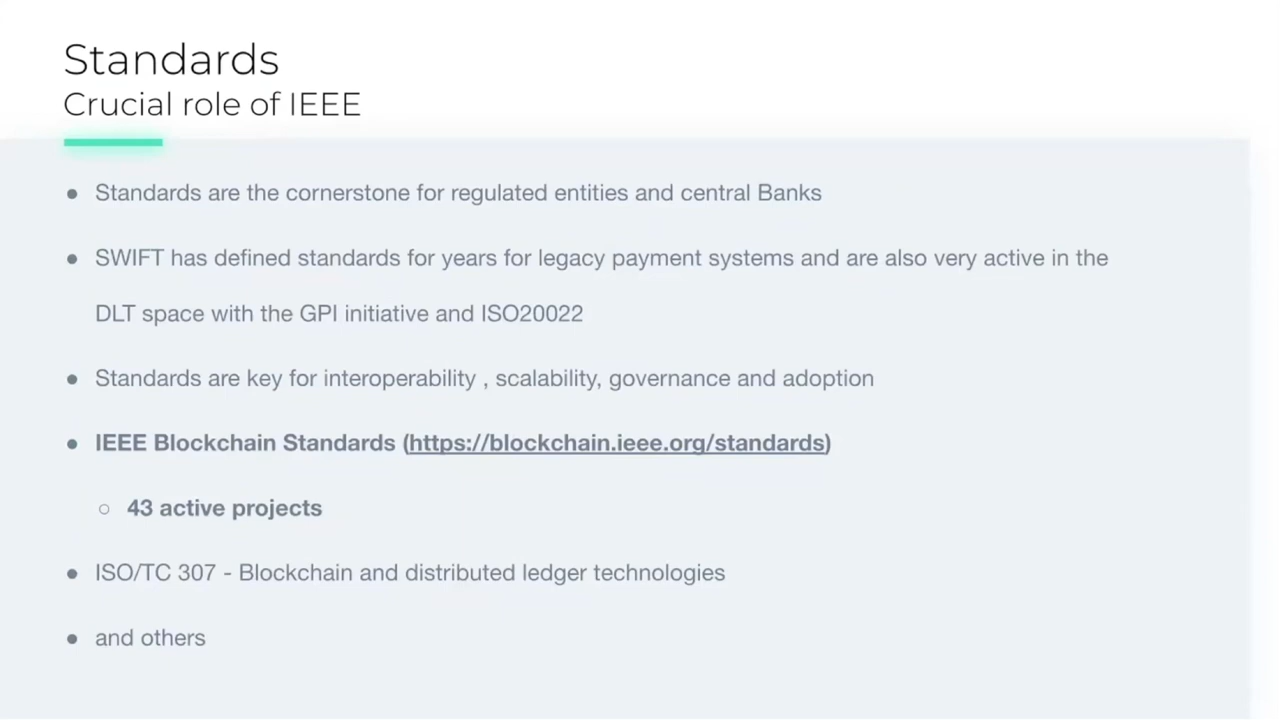 Standards
Crucial role of IEEE
● Standards are the cornerstone for regulated entities and central Banks
● SWIFT has defined standards for years for legacy payment systems and are also very active in the
DLT space with the GPI initiative and ISO20022
● Standards are key for interoperability , scalability, governance and adoption
● IEEE Blockchain Standards (https://blockchain.ieee.org/standards)
○ 43 active projects
● ISO/TC 307 - Blockchain and distributed ledger technologies
● and others